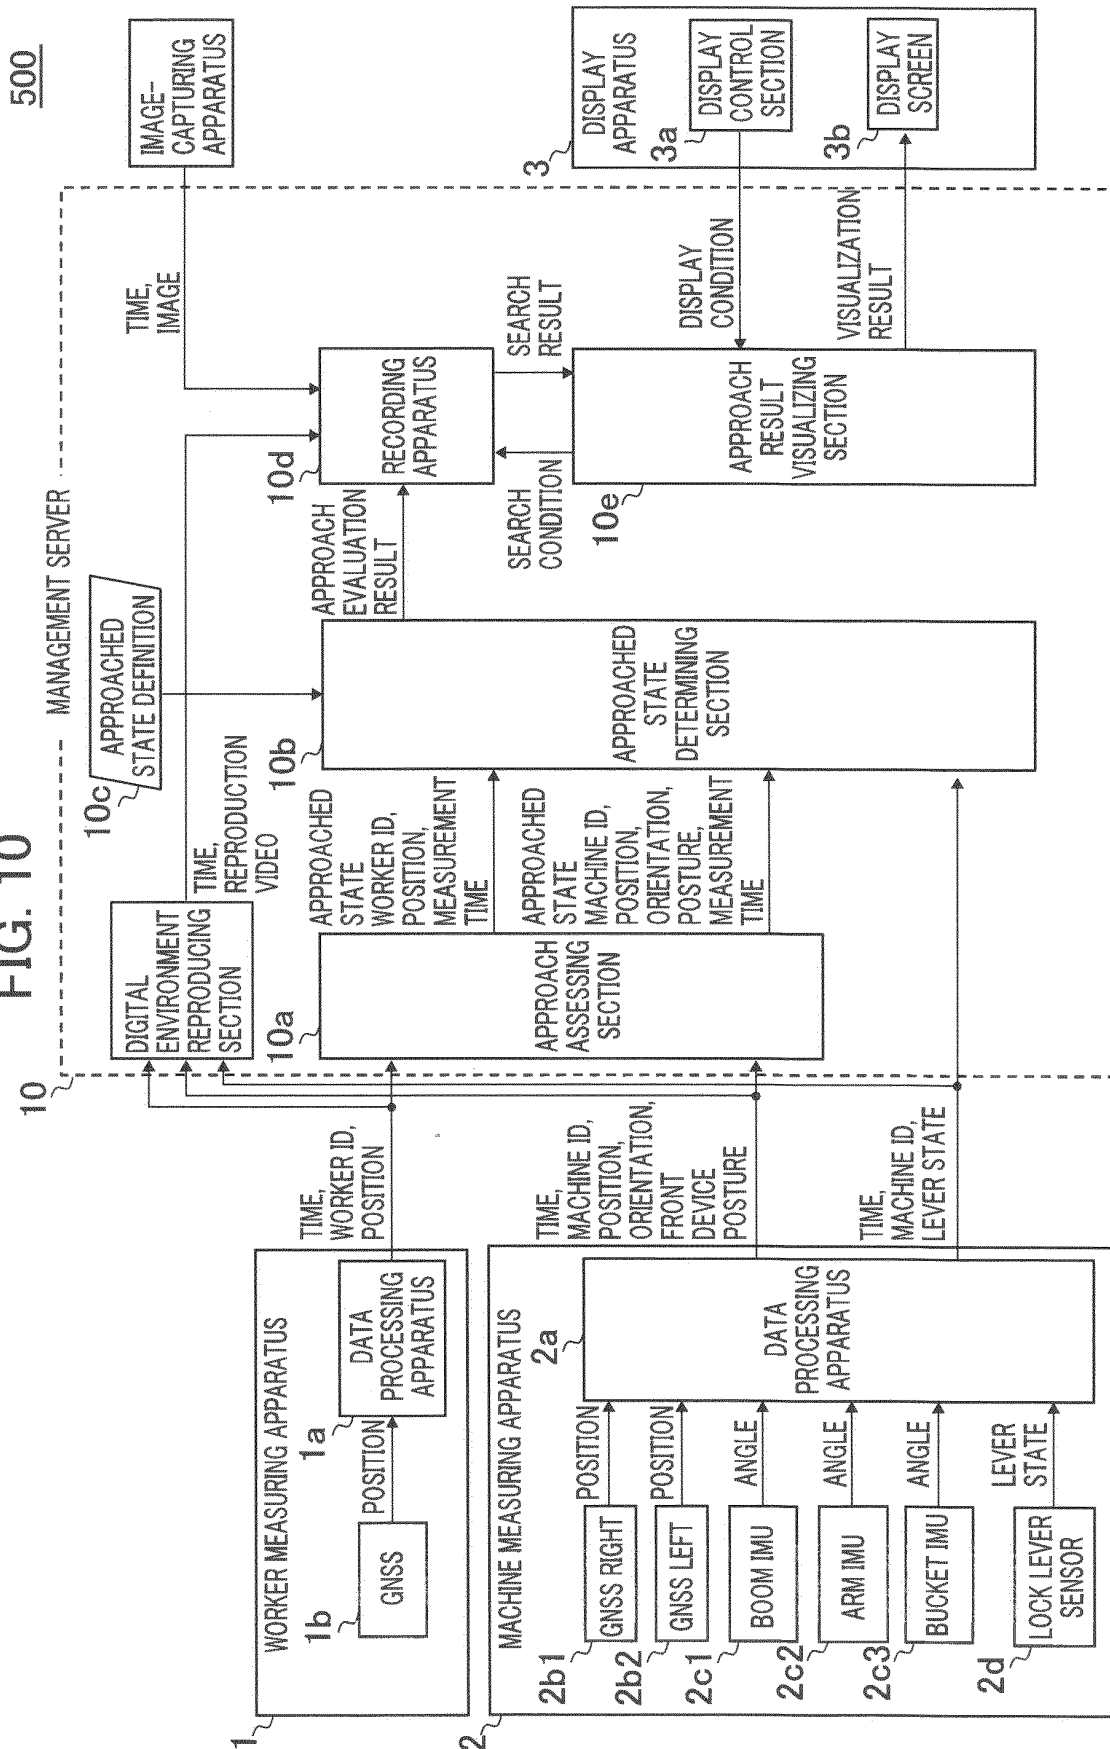 FIG. 10
500
MANAGEMENT SERVER
10
10c
APPROACHED
STATE DEFINITION
IMAGE-
CAPTURING
APPARATUS
TIME,
IMAGE
DIGITAL
ENVIRONMENT
REPRODUCING
SECTION
TIME,
REPRODUCTION
VIDEO
1
WORKER MEASURING APPARATUS
1b
GNSS
POSITION
1a
DATA
PROCESSING
APPARATUS
TIME,
WORKER ID,
POSITION
10a
APPROACH
ASSESSING
SECTION
APPROACHED
STATE
WORKER ID,
POSITION,
MEASUREMENT
TIME
APPROACHED
STATE
MACHINE ID,
POSITION,
ORIENTATION,
POSTURE,
MEASUREMENT
TIME
10b
APPROACHED
STATE
DETERMINING
SECTION
APPROACH
EVALUATION
RESULT
10d
RECORDING
APPARATUS
SEARCH
CONDITION
SEARCH
RESULT
10e
APPROACH
RESULT
VISUALIZING
SECTION
DISPLAY
CONDITION
VISUALIZATION
RESULT
3
DISPLAY
APPARATUS
3a
DISPLAY
CONTROL
SECTION
3b
DISPLAY
SCREEN
2
MACHINE MEASURING APPARATUS
2b1
GNSS RIGHT
POSITION
2b2
GNSS LEFT
POSITION
2c1
BOOM IMU
ANGLE
2c2
ARM IMU
ANGLE
2c3
BUCKET IMU
ANGLE
2d
LOCK LEVER
SENSOR
LEVER
STATE
2a
DATA
PROCESSING
APPARATUS
TIME,
MACHINE ID,
POSITION,
ORIENTATION,
FRONT
DEVICE
POSTURE
TIME,
MACHINE ID,
LEVER STATE